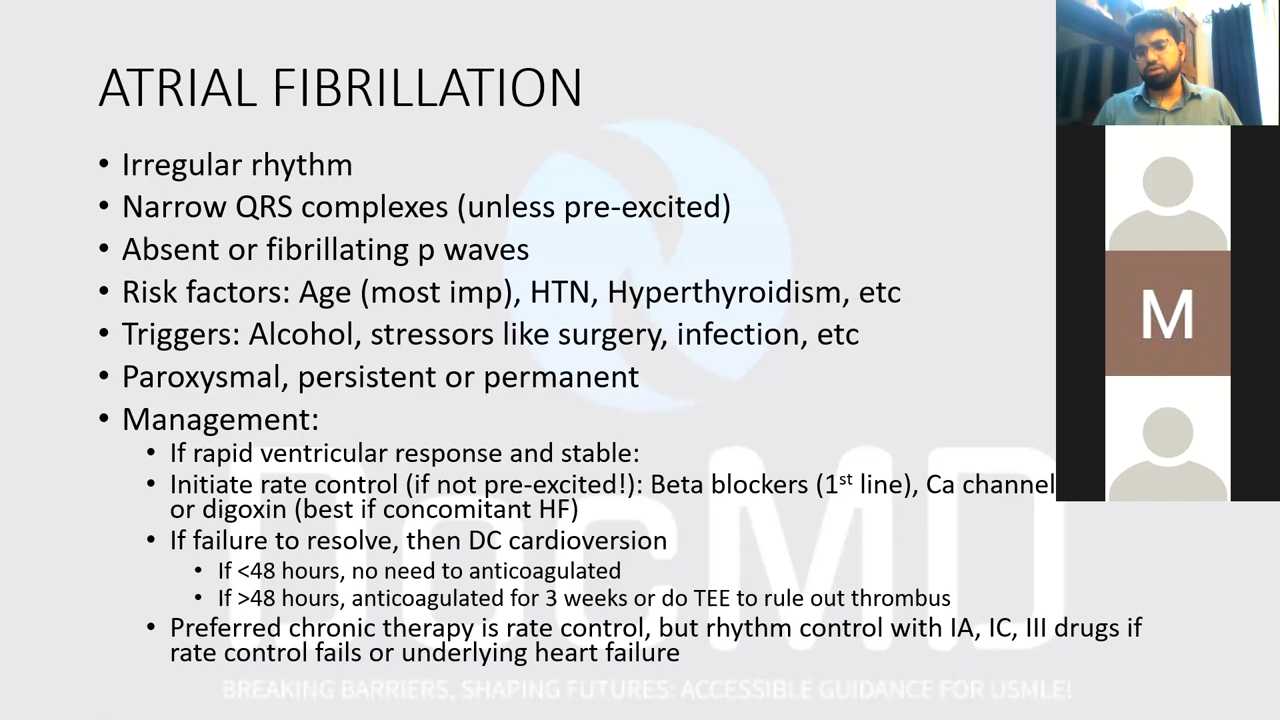 ATRIAL FIBRILLATION
• Irregular rhythm
• Narrow QRS complexes (unless pre-excited)
• Absent or fibrillating p waves
• Risk factors: Age (most imp), HTN, Hyperthyroidism, etc
• Triggers: Alcohol, stressors like surgery, infection, etc
• Paroxysmal, persistent or permanent
• Management:
• If rapid ventricular response and stable:
• Initiate rate control (if not pre-excited!): Beta blockers (1st line), Ca channel
or digoxin (best if concomitant HF)
• If failure to resolve, then DC cardioversion
• If <48 hours, no need to anticoagulated
• If >48 hours, anticoagulated for 3 weeks or do TEE to rule out thrombus
• Preferred chronic therapy is rate control, but rhythm control with IA, IC, III drugs if
rate control fails or underlying heart failure
DocMD
BREAKING BARRIERS, SHAPING FUTURES: ACCESSIBLE GUIDANCE FOR USMLE!
M